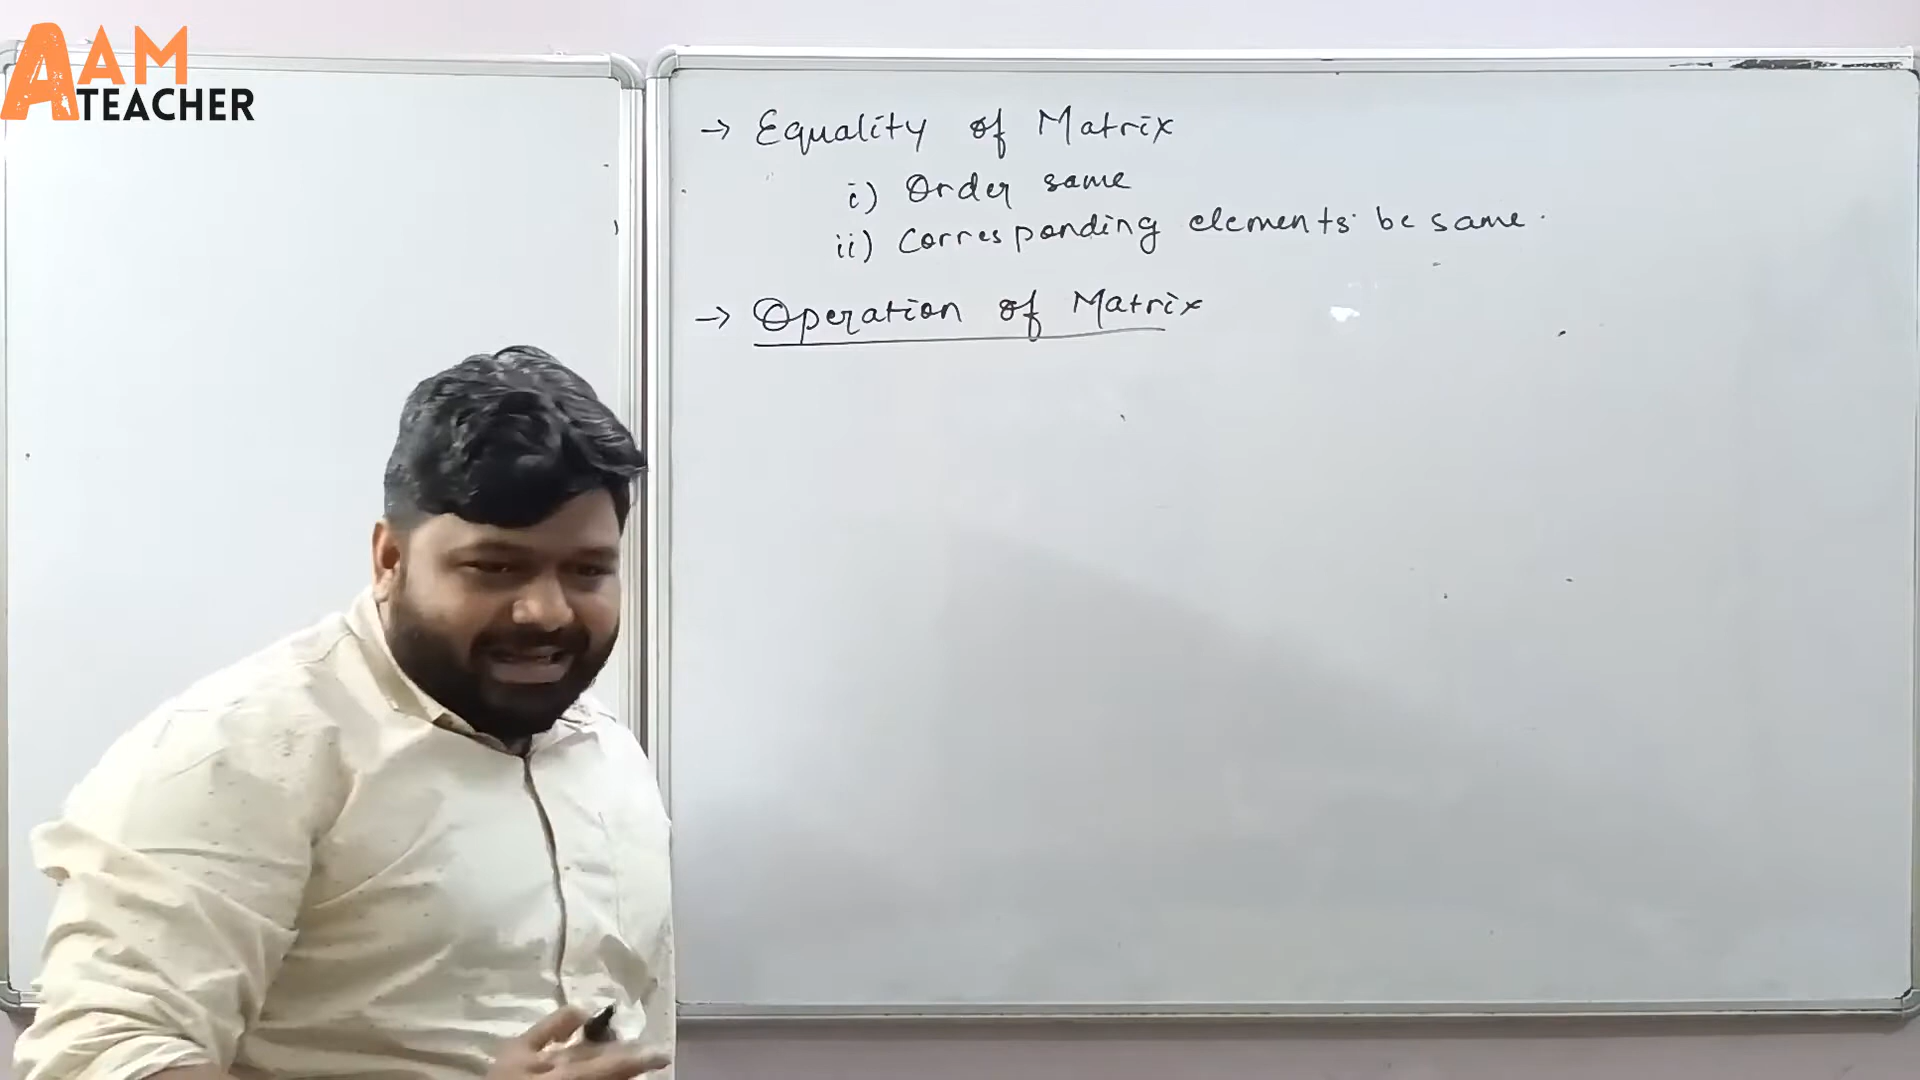 AAM
TEACHER
→ Equality of Matrix
i) Order same
ii) Corresponding elements be same.
→ Operation of Matrix